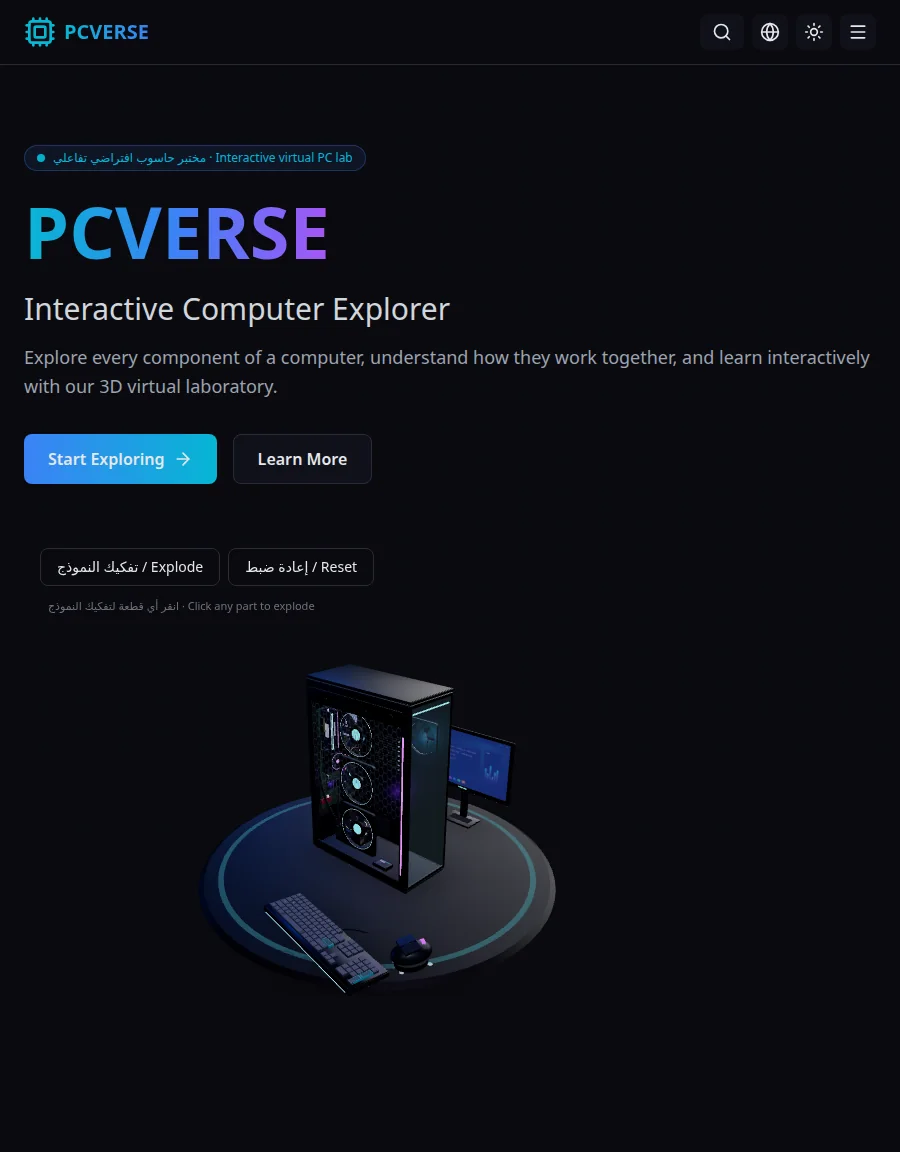 PCVERSE
مختبر حاسوب افتراضي تفاعلي · Interactive virtual PC lab
PCVERSE
Interactive Computer Explorer
Explore every component of a computer, understand how they work together, and learn interactively
with our 3D virtual laboratory.
Start Exploring
Learn More
تفكيك النموذج / Explode
إعادة ضبط / Reset
انقر أي قطعة لتفكيك النموذج · Click any part to explode